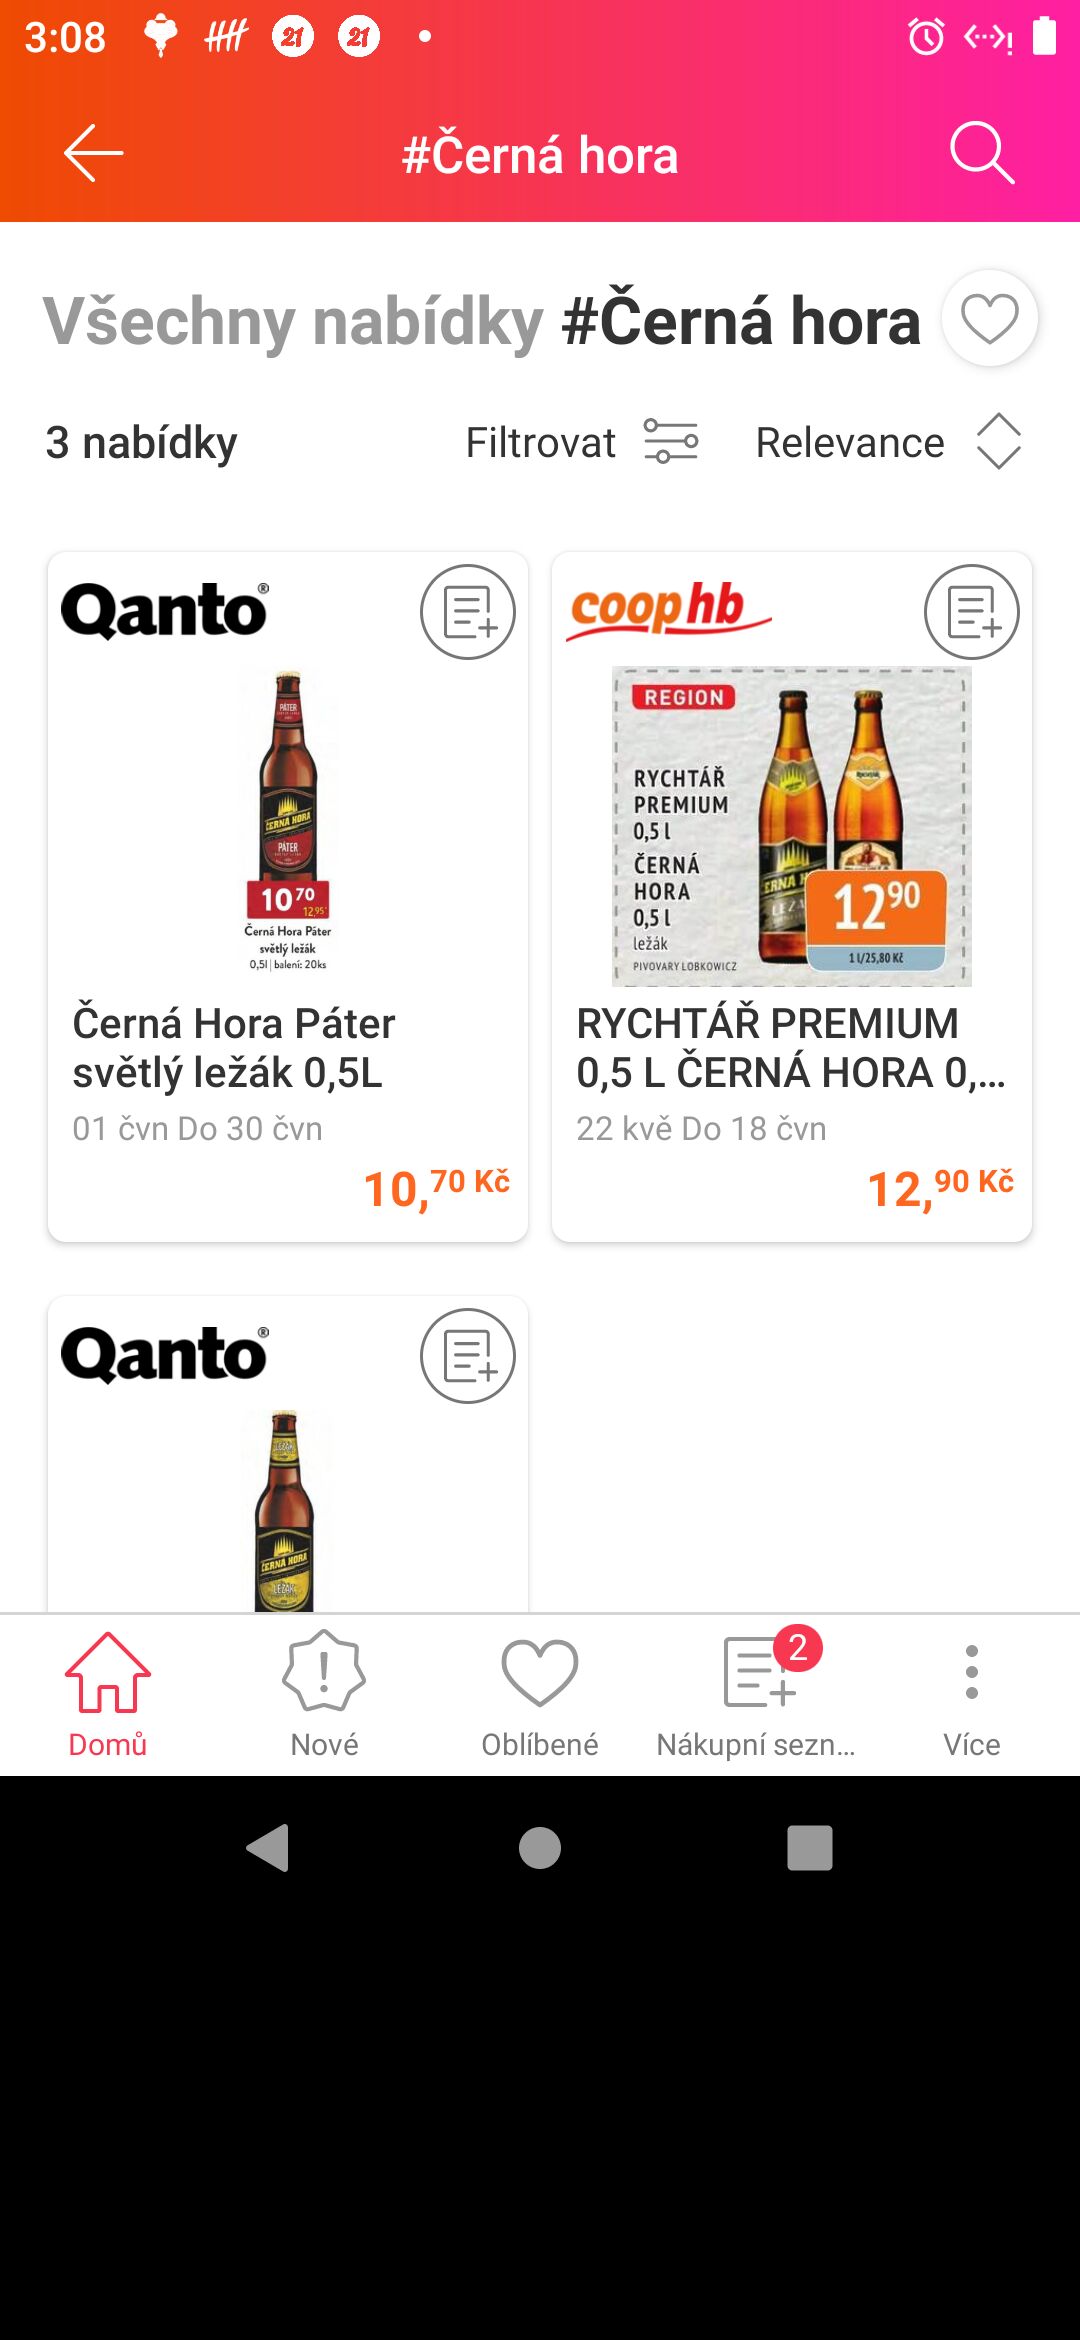 3:08
21 21
#Černá hora
Všechny nabídky #Černá hora
3 nabídky
Filtrovat
Relevance
Qanto®
PÁTER
ČERNA HORA
PÁTER
10 70
12,95
Černá Hora Páter
světlý ležák
0,5l | balení: 20ks
Černá Hora Páter
světlý ležák 0,5L
01 čvn Do 30 čvn
10,70 Kč
coop hb
REGION
RYCHTÁŘ
PREMIUM
0,5 l
ČERNÁ
HORA
0,5 l
ležák
PIVOVARY LOBKOWICZ
12 90
1 l/25,80 Kč
RYCHTÁŘ PREMIUM
0,5 L ČERNÁ HORA 0,...
22 kvě Do 18 čvn
12,90 Kč
Qanto®
LEŽÁK
ČERNA HORA
LEŽÁK
Domů
Nové
Oblíbené
2
Nákupní sezn...
Více